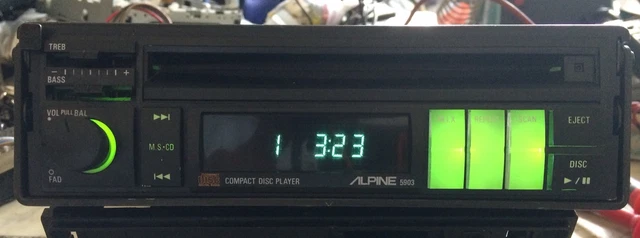 TREB
- +
BASS
VOL PULL BAL
FAD
▶▶|
M.S•CD
|◀◀
1 3:23
COMPACT DISC PLAYER
ALPINE 5903
EJECT
DISC
▶/❚❚